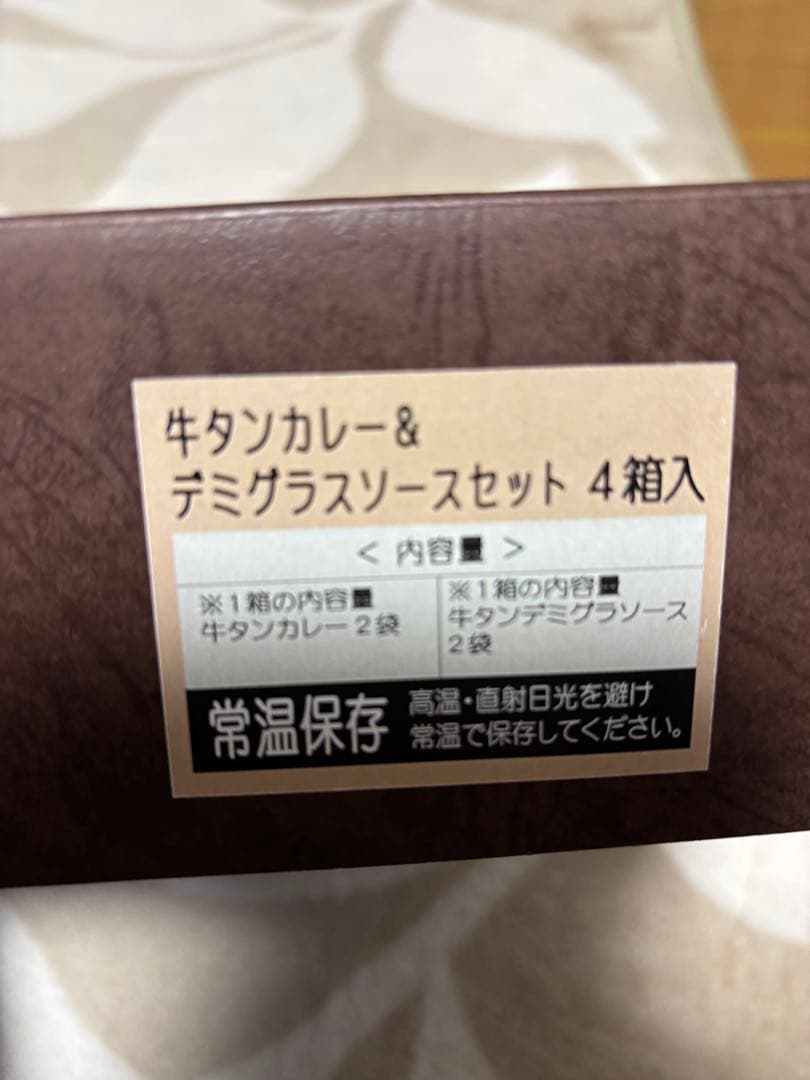 牛タンカレー&
デミグラスソースセット 4箱入
< 内容量 >
※1箱の内容量
牛タンカレー2袋
※1箱の内容量
牛タンデミグラソース
2袋
常温保存
高温・直射日光を避け
常温で保存してください。